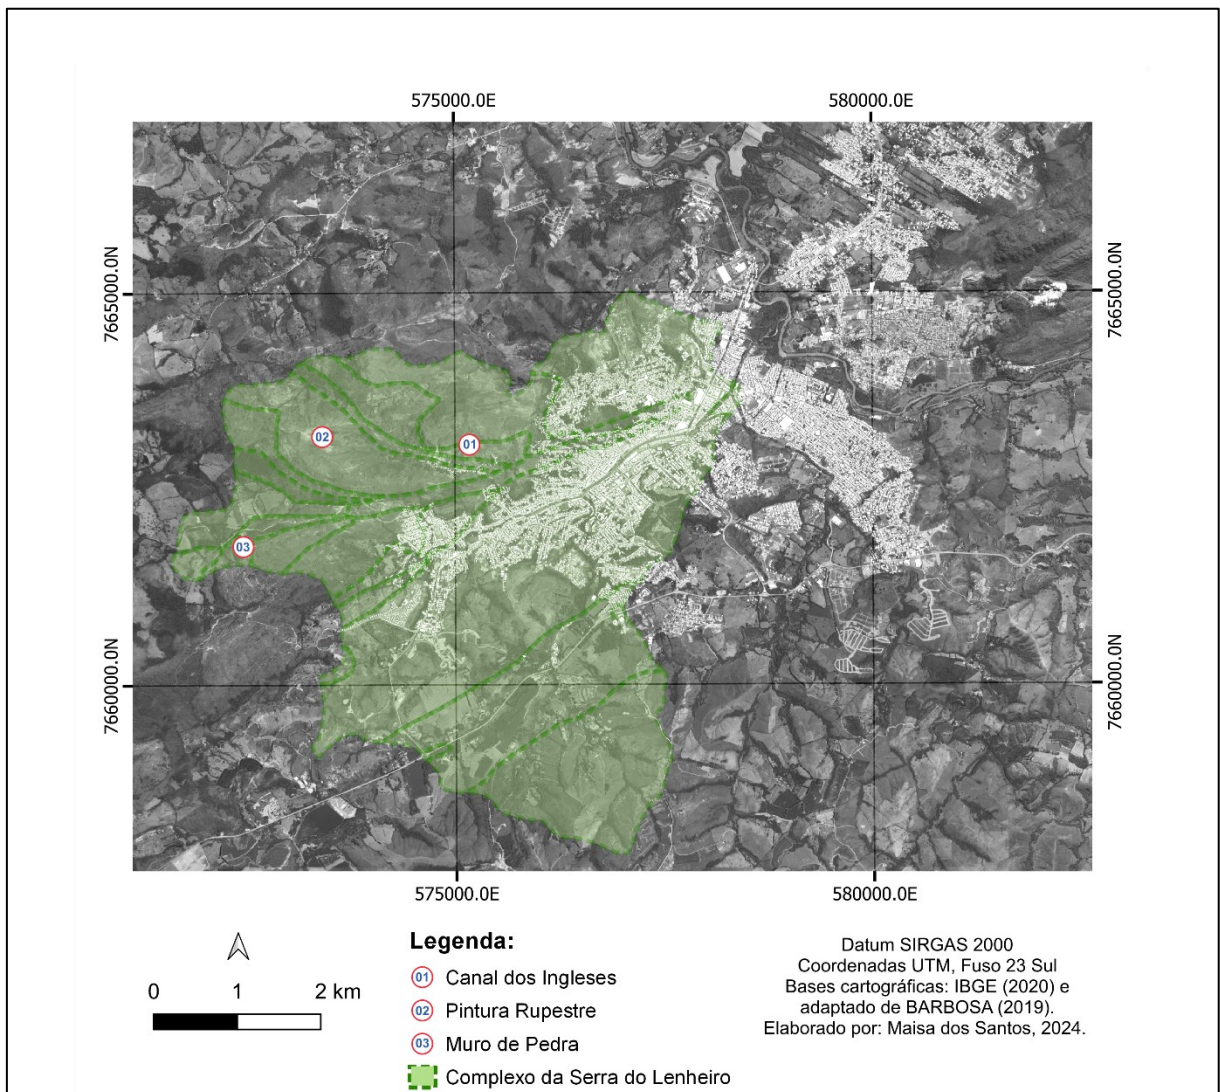 575000.0E
580000.0E
7665000.0N
7665000.0N
02
01
03
7660000.0N
7660000.0N
575000.0E
580000.0E
0 1 2 km
Legenda:
01 Canal dos Ingleses
02 Pintura Rupestre
03 Muro de Pedra
Complexo da Serra do Lenheiro
Datum SIRGAS 2000
Coordenadas UTM, Fuso 23 Sul
Bases cartográficas: IBGE (2020) e
adaptado de BARBOSA (2019).
Elaborado por: Maisa dos Santos, 2024.